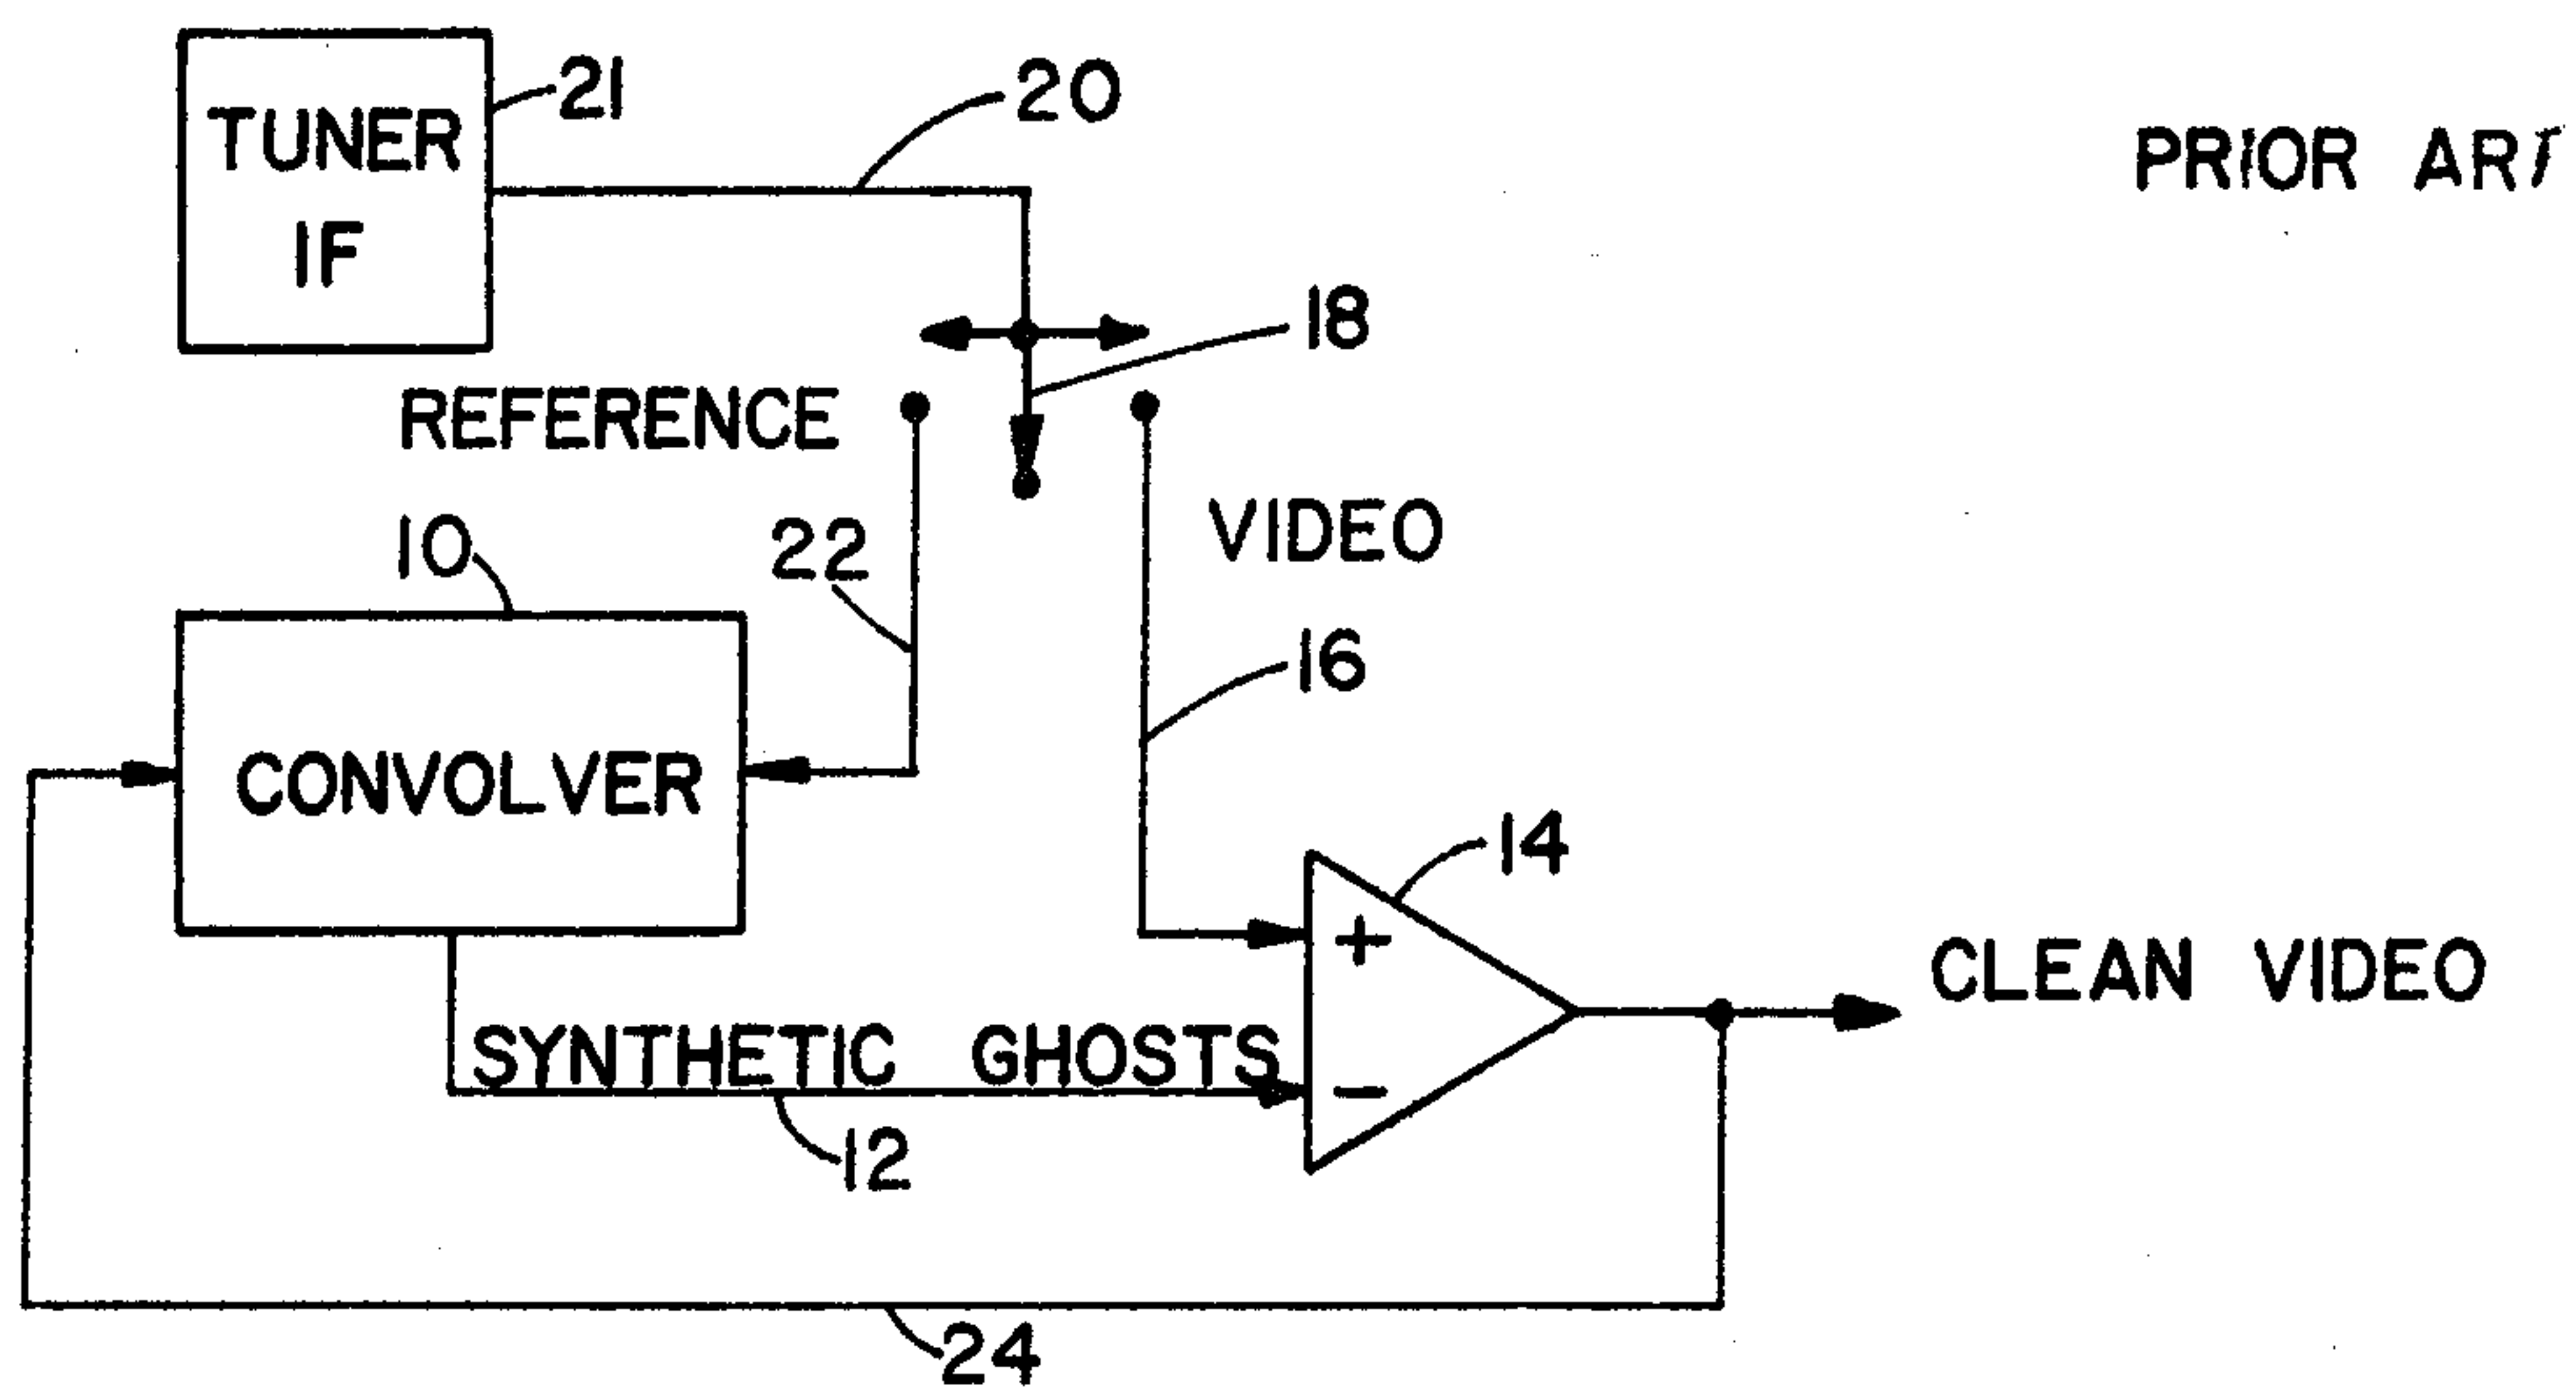 TUNER
IF
21
20
PRIOR ART
18
REFERENCE
VIDEO
10
22
16
CONVOLVER
14
+
CLEAN VIDEO
SYNTHETIC GHOSTS
−
12
24